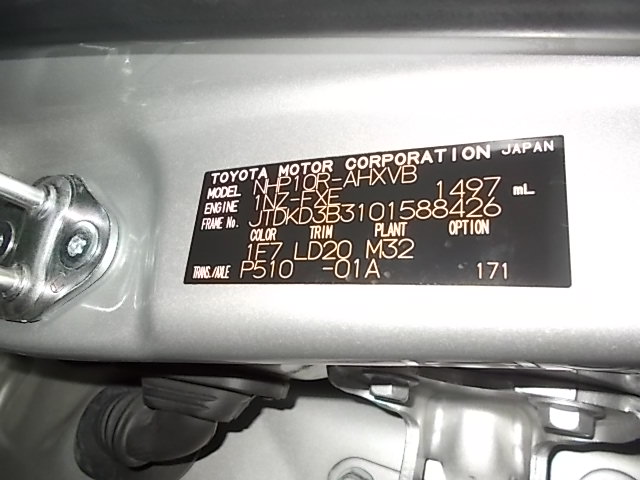 TOYOTA MOTOR CORPORATION JAPAN
MODEL NHP10R-AHXVB
ENGINE 1NZ-FXE 1497 mL
FRAME No. JTDKD3B3101588426
COLOR TRIM PLANT OPTION
1F7 LD20 M32
TRANS./AXLE P510 -01A 171